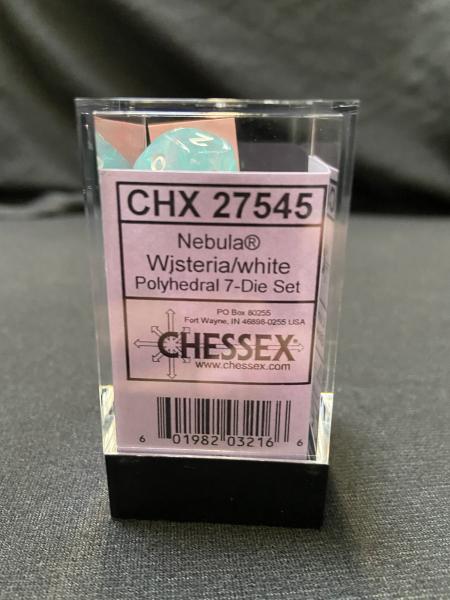 CHX 27545
Nebula®
Wjsteria/white
Polyhedral 7-Die Set
PO Box 80255
Fort Wayne, IN 46898-0255 USA
CHESSEX®
www.chessex.com
6 01982 03216 6